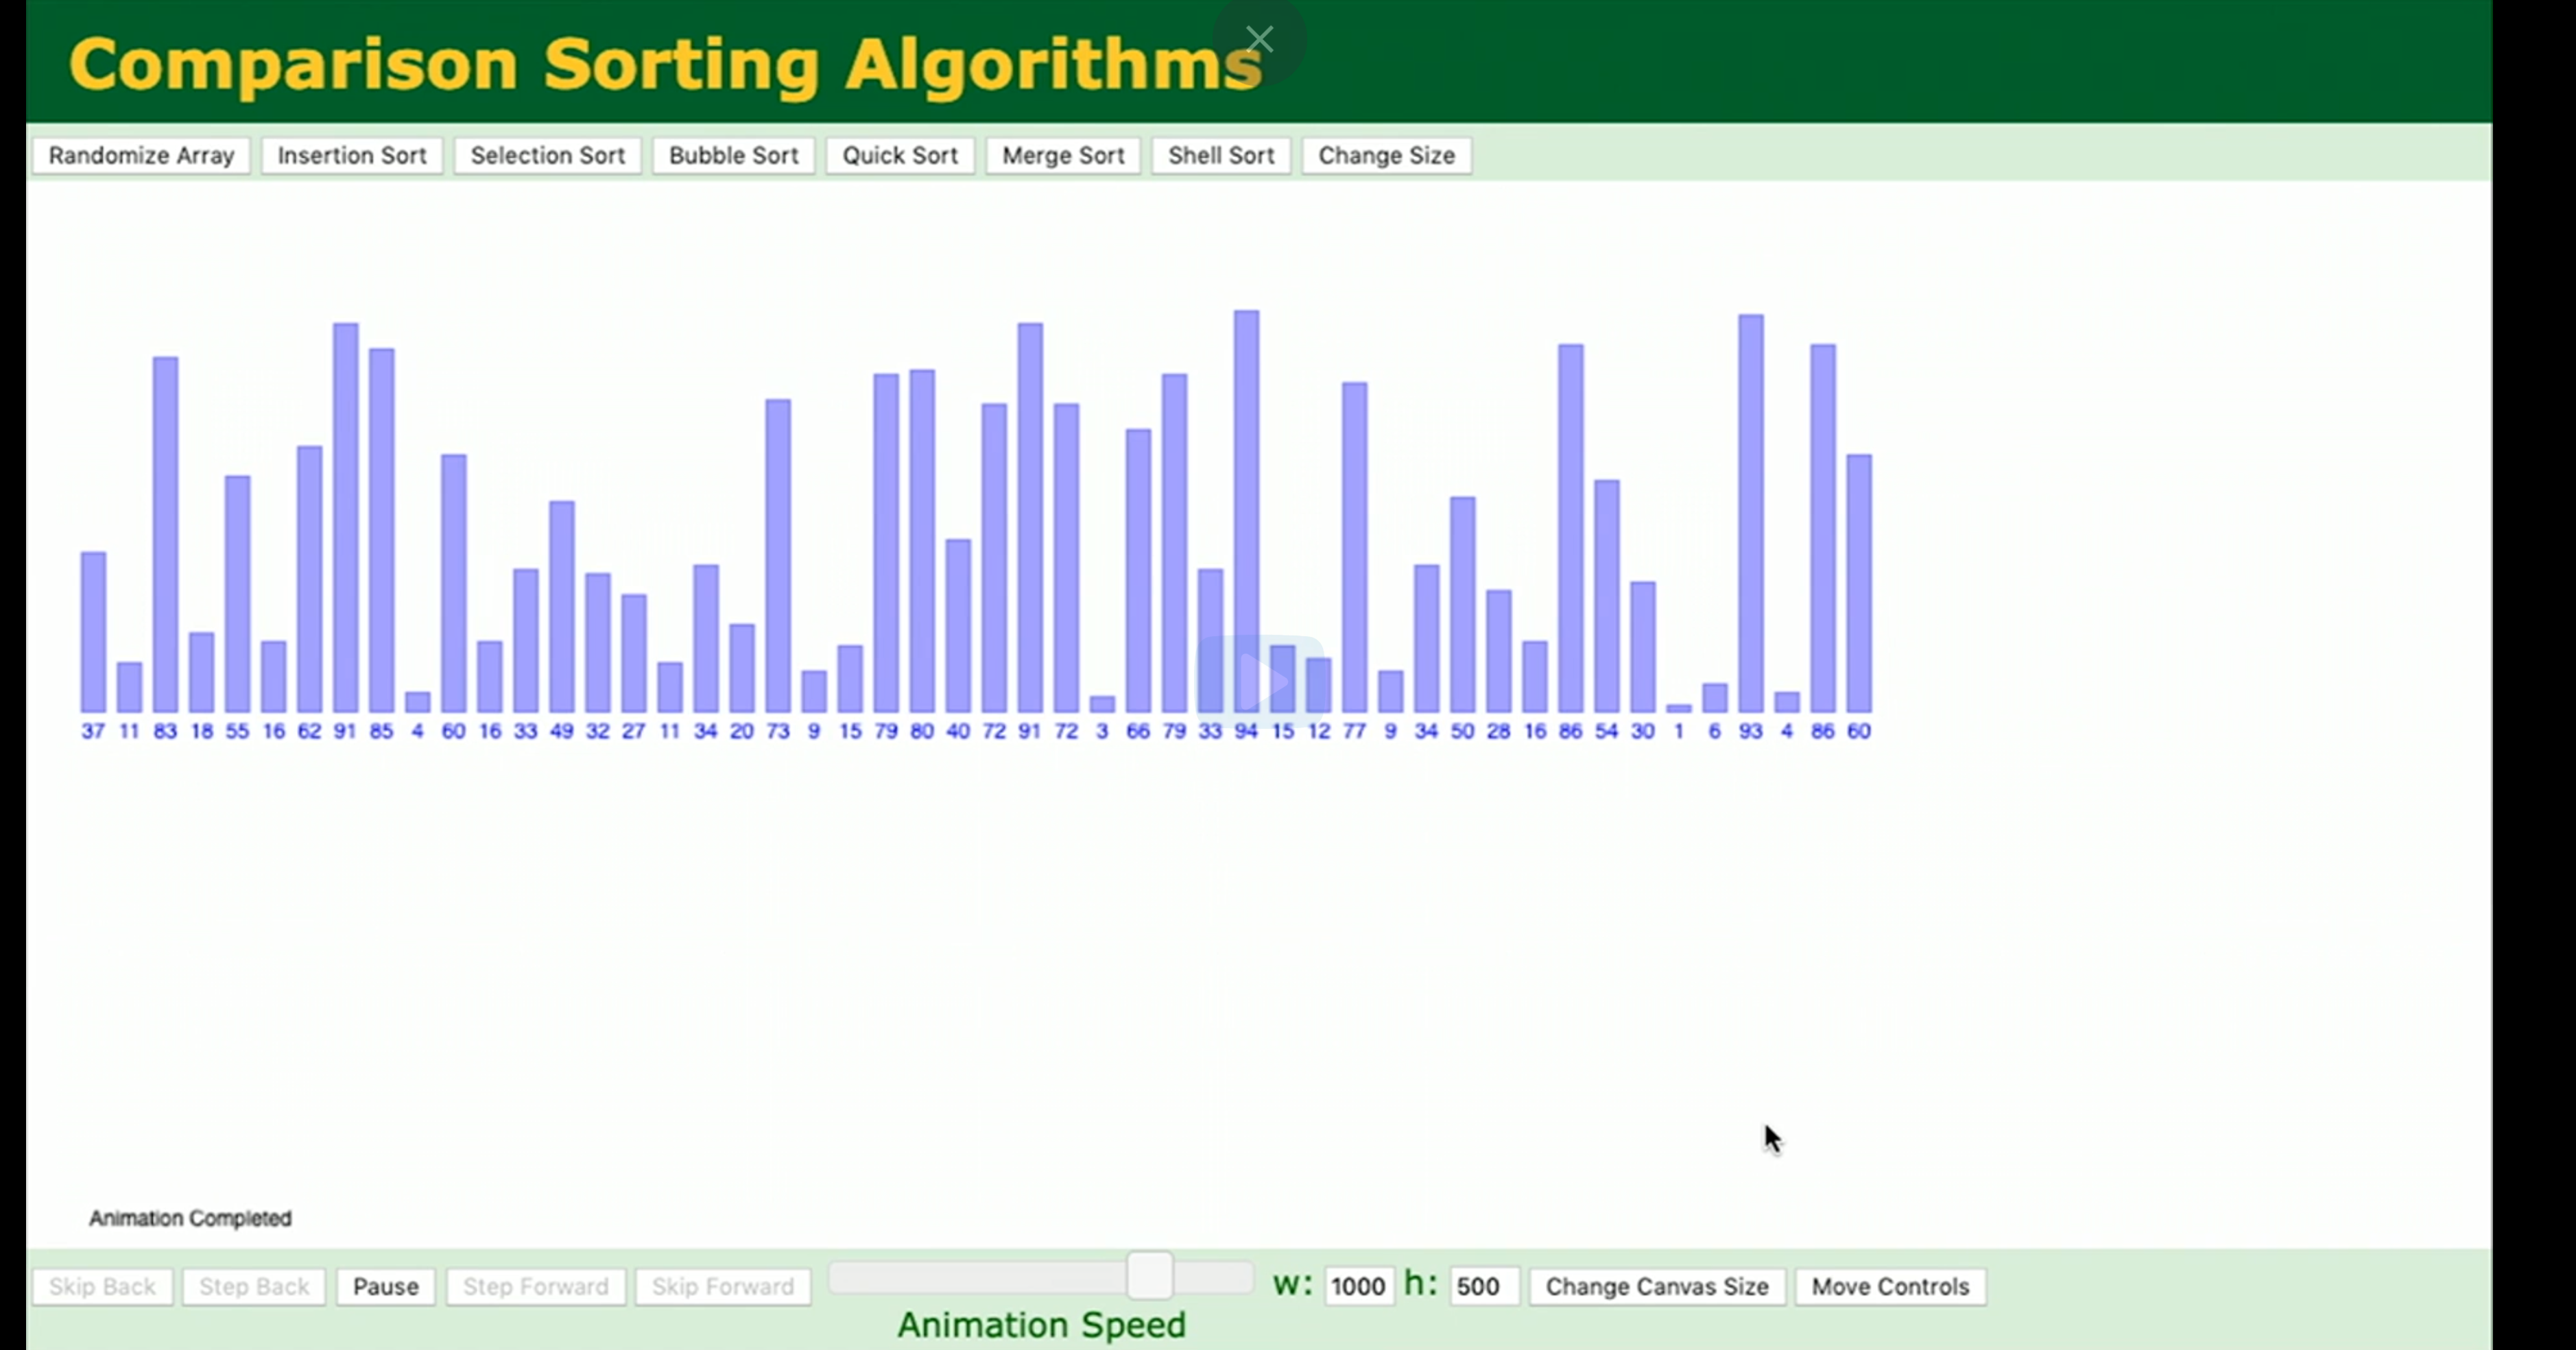 Comparison Sorting Algorithms
Randomize Array Insertion Sort Selection Sort Bubble Sort Quick Sort Merge Sort Shell Sort Change Size
37 11 83 18 55 16 62 91 85 4 60 16 33 49 32 27 11 34 20 73 9 15 79 80 40 72 91 72 3 66 79 33 94 15 12 77 9 34 50 28 16 86 54 30 1 6 93 4 86 60
Animation Completed
Skip Back Step Back Pause Step Forward Skip Forward w: 1000 h: 500 Change Canvas Size Move Controls
Animation Speed